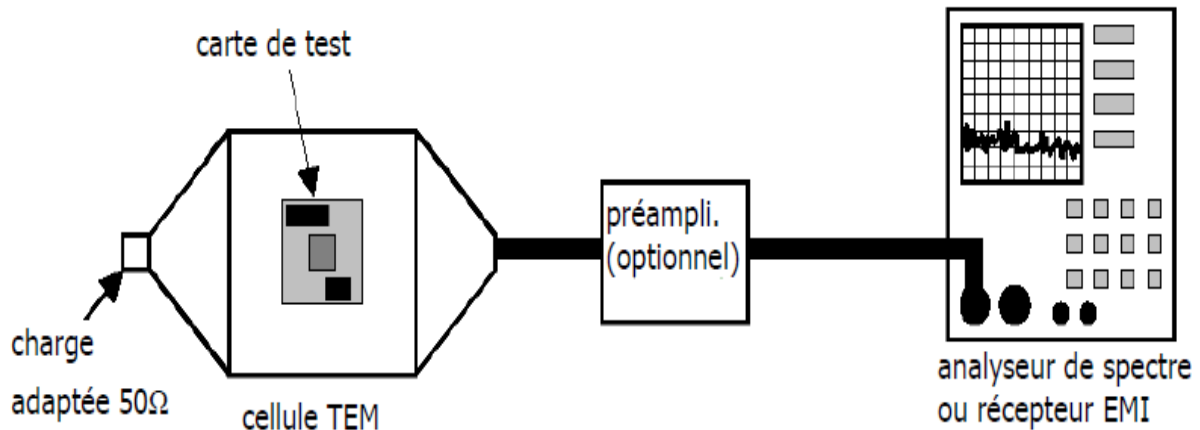 carte de test
préampli.
(optionnel)
charge
adaptée 50Ω
cellule TEM
analyseur de spectre
ou récepteur EMI